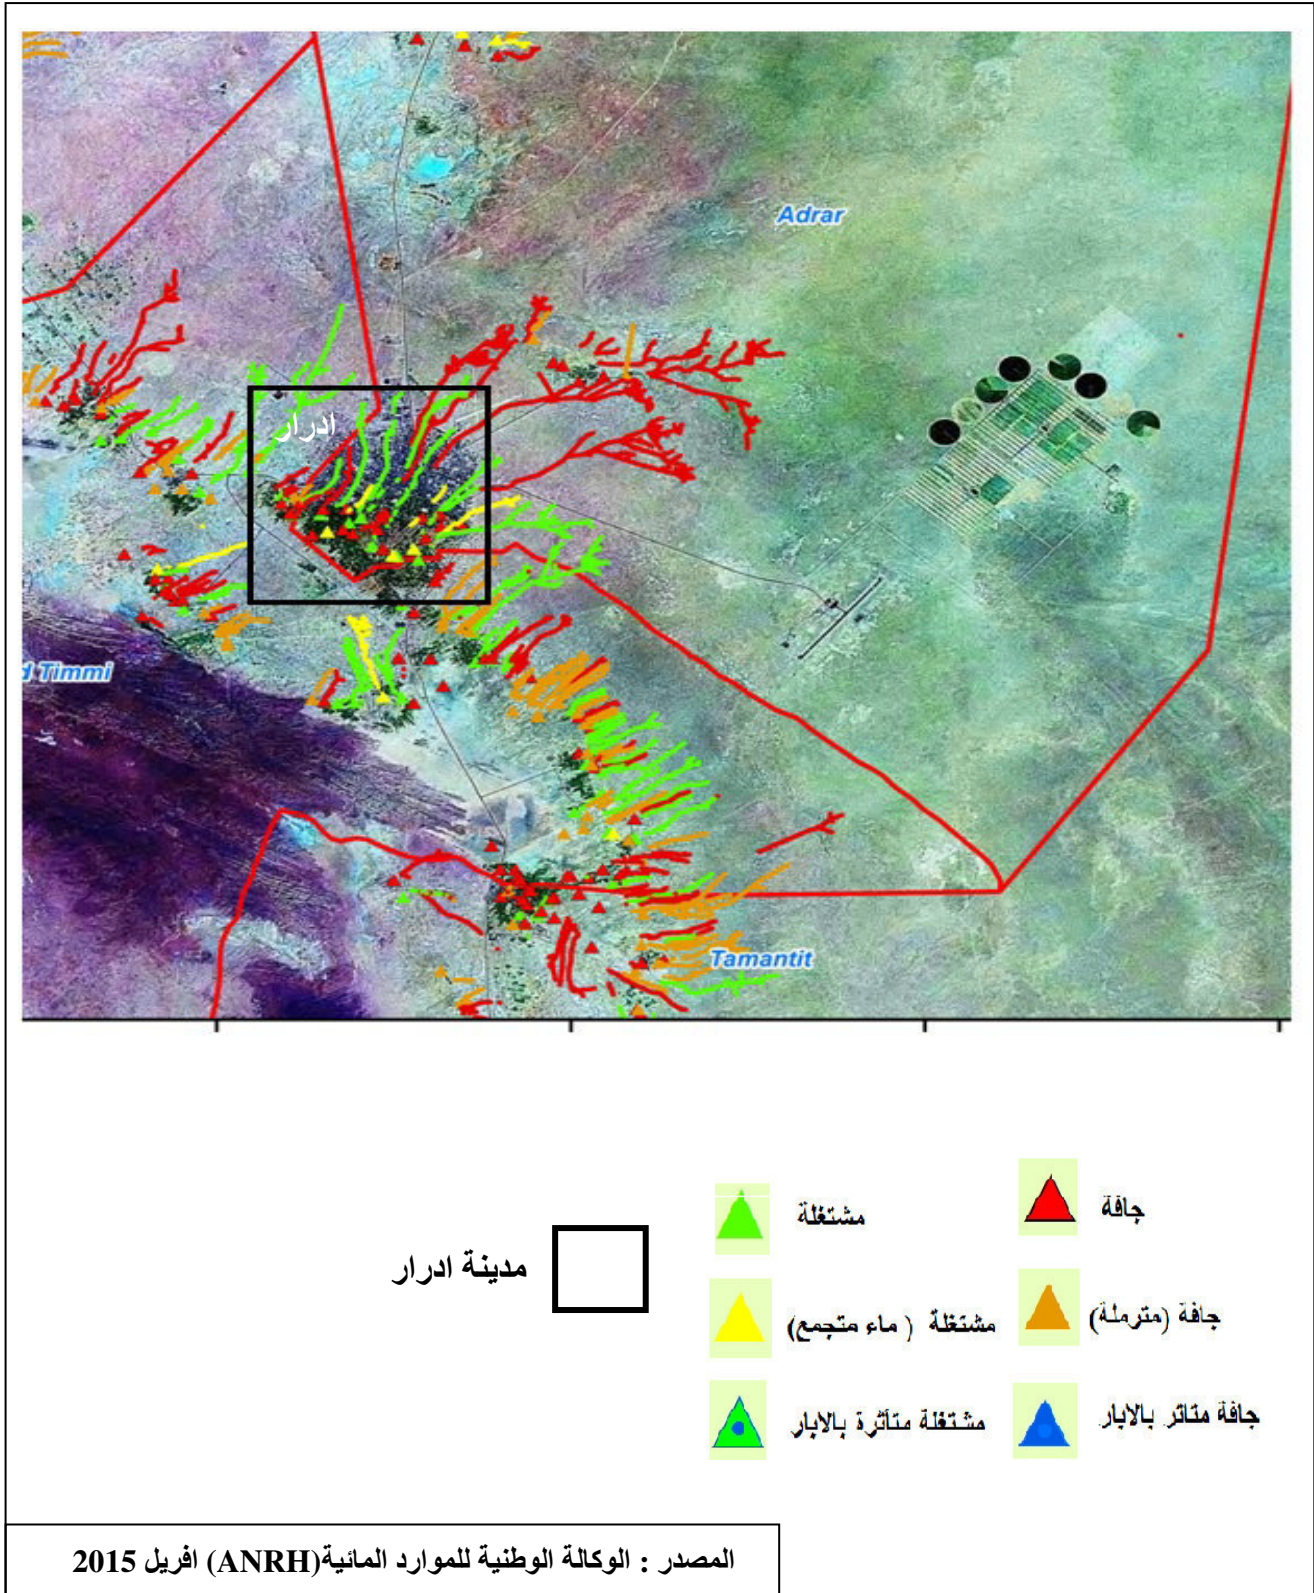 Adrar
ادرار
d Timmi
Tamantit
جافة
مشتغلة
مدينة ادرار
جافة (مترملة)
مشتغلة ( ماء متجمع)
جافة متاثر بالابار
مشتغلة متأثرة بالابار
المصدر : الوكالة الوطنية للموارد المائية(ANRH) افريل 2015